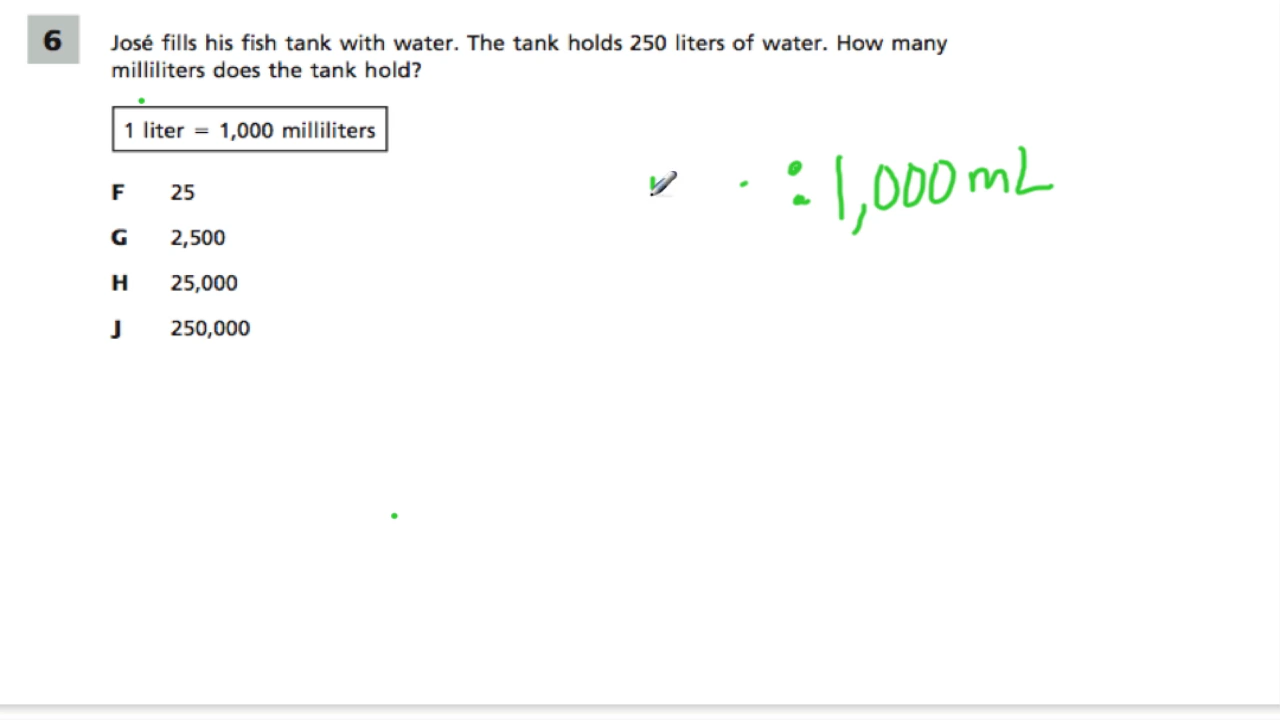 6
José fills his fish tank with water. The tank holds 250 liters of water. How many
milliliters does the tank hold?
1 liter = 1,000 milliliters
F 25
G 2,500
H 25,000
J 250,000
: 1,000 mL